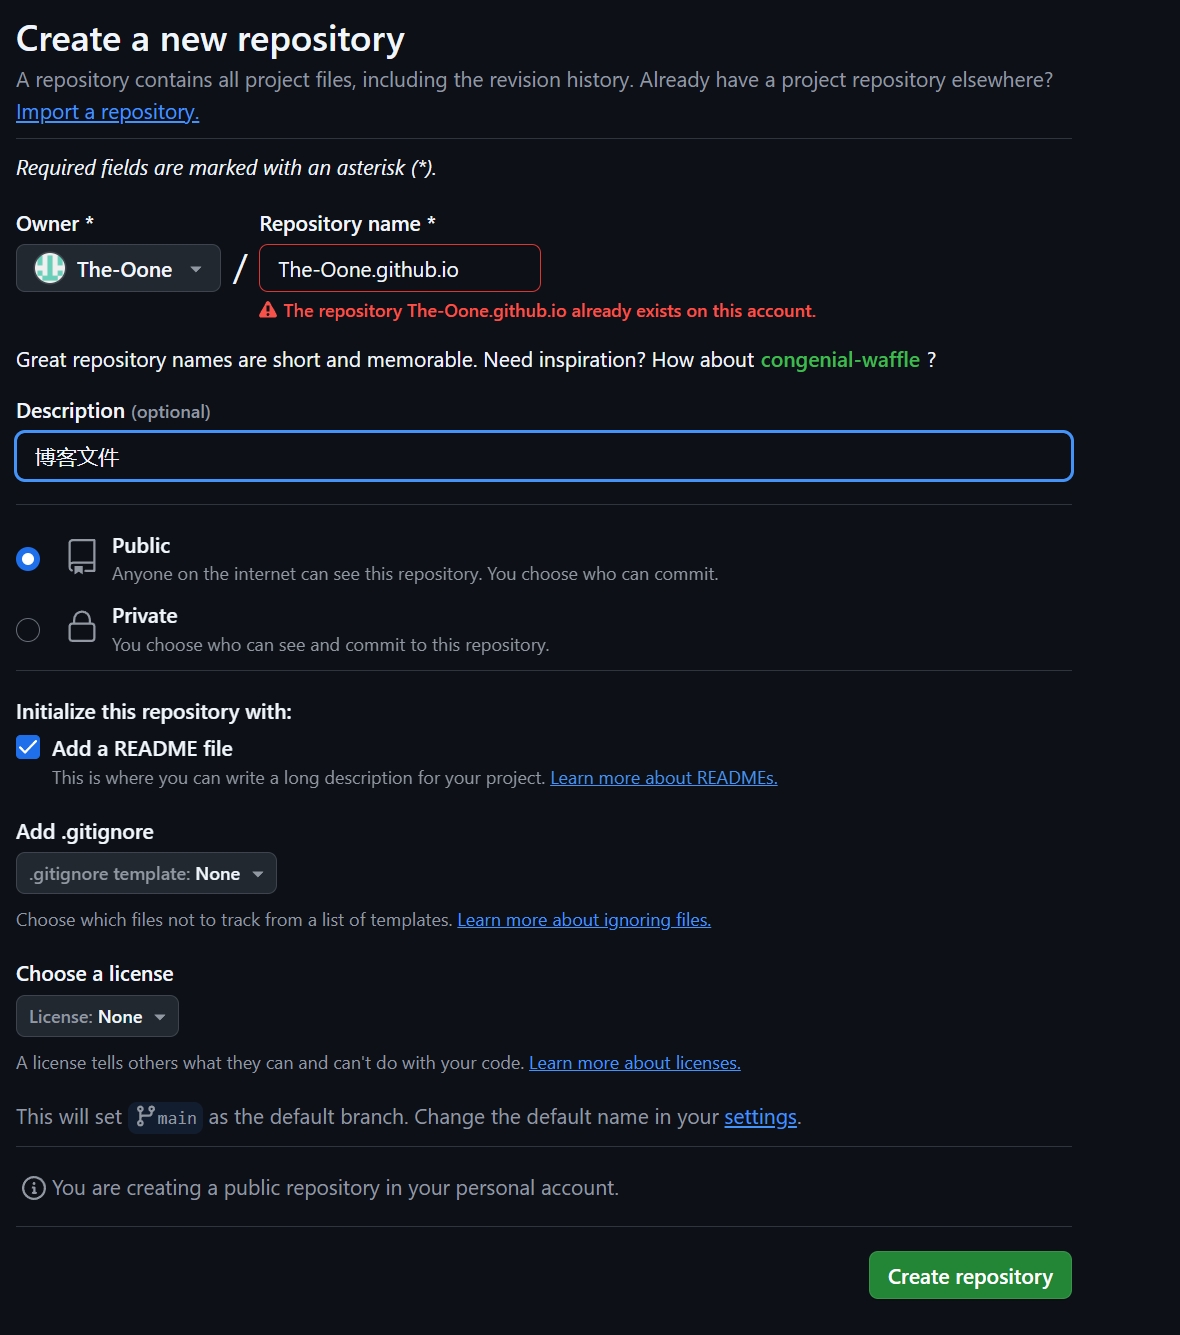 Create a new repository
A repository contains all project files, including the revision history. Already have a project repository elsewhere?
Import a repository.
Required fields are marked with an asterisk (*).
Owner *
Repository name *
The-Oone
/
The-Oone.github.io
The repository The-Oone.github.io already exists on this account.
Great repository names are short and memorable. Need inspiration? How about congenial-waffle ?
Description (optional)
博客文件
Public
Anyone on the internet can see this repository. You choose who can commit.
Private
You choose who can see and commit to this repository.
Initialize this repository with:
Add a README file
This is where you can write a long description for your project. Learn more about READMEs.
Add .gitignore
.gitignore template: None
Choose which files not to track from a list of templates. Learn more about ignoring files.
Choose a license
License: None
A license tells others what they can and can't do with your code. Learn more about licenses.
This will set main as the default branch. Change the default name in your settings.
You are creating a public repository in your personal account.
Create repository